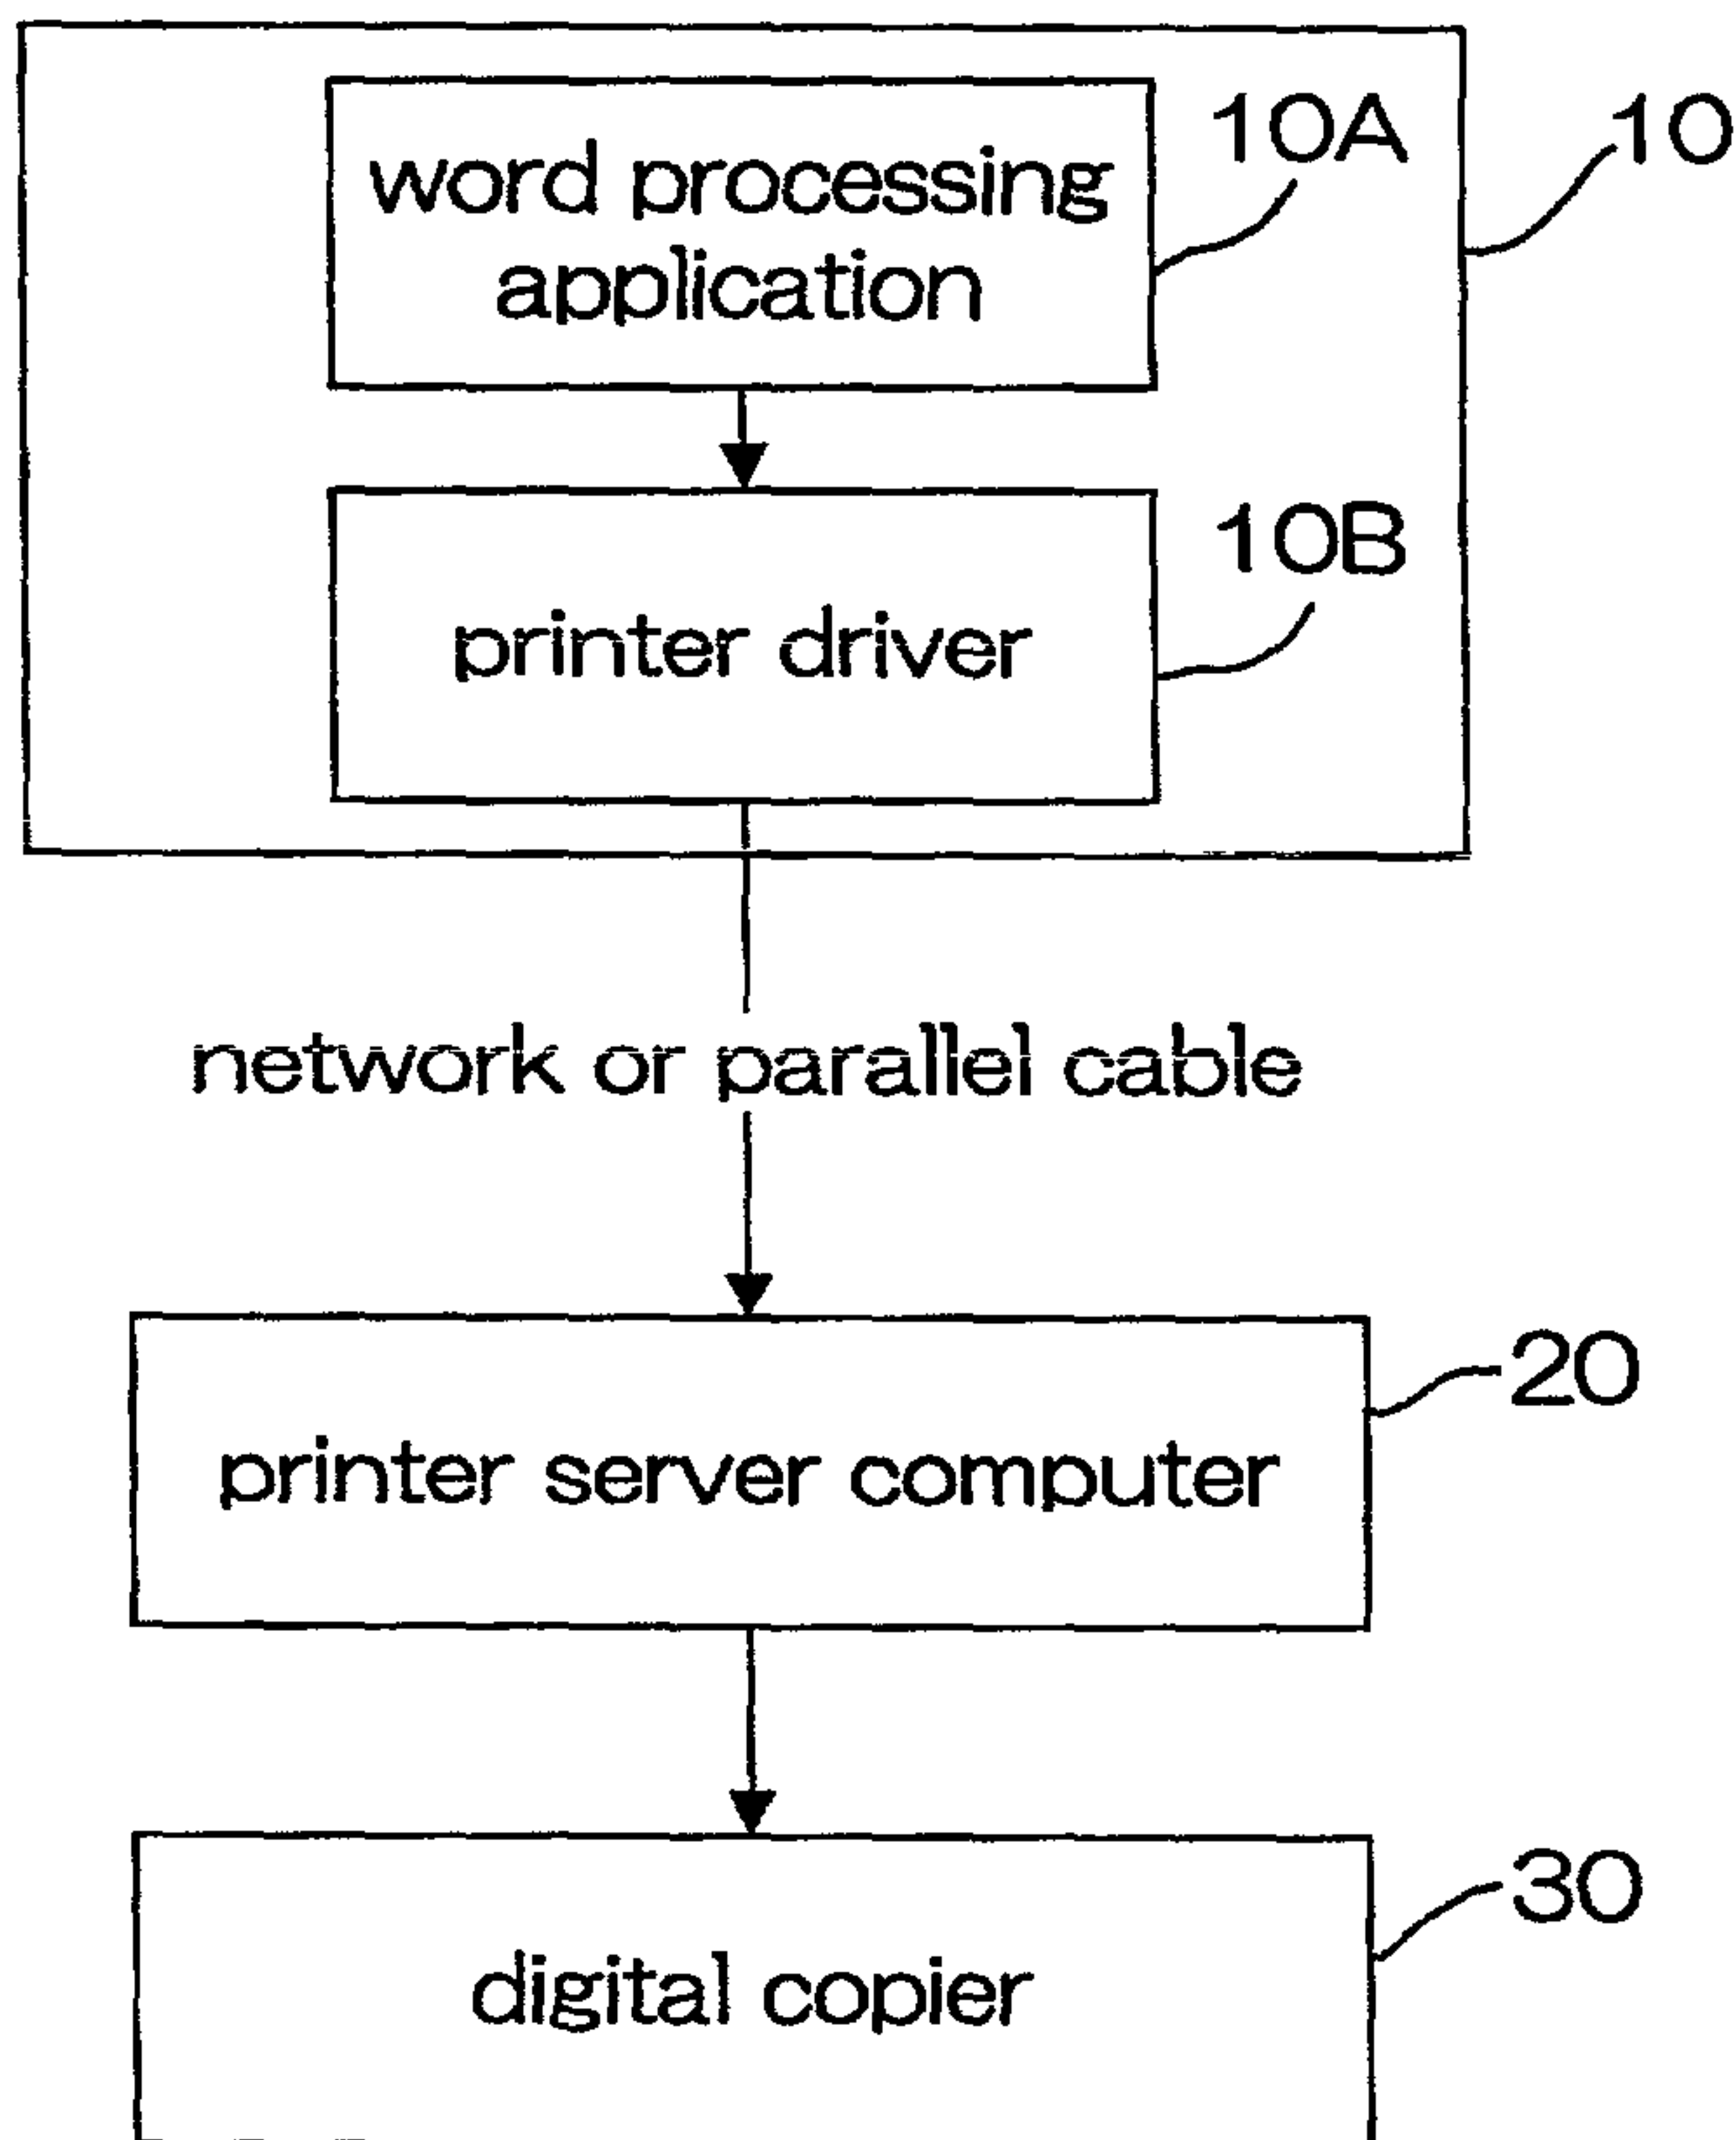 word processing
application
10A
10
printer driver
10B
network or parallel cable
printer server computer
20
digital copier
30